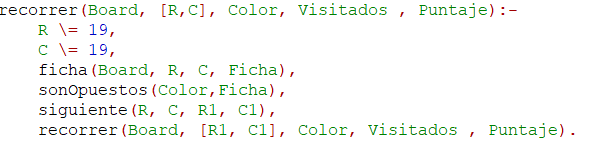 recorrer(Board, [R,C], Color, Visitados , Puntaje):-
R \= 19,
C \= 19,
ficha(Board, R, C, Ficha),
sonOpuestos(Color,Ficha),
siguiente(R, C, R1, C1),
recorrer(Board, [R1, C1], Color, Visitados , Puntaje).